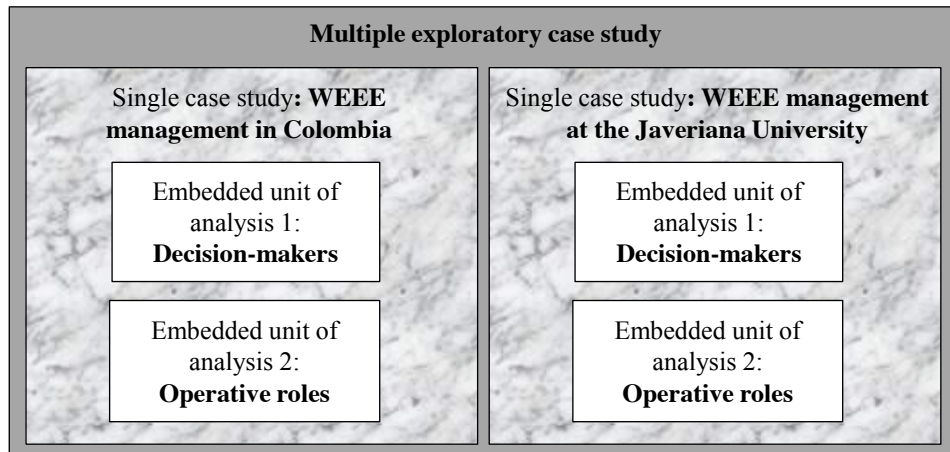 Multiple exploratory case study
Single case study: WEEE
management in Colombia
Embedded unit of
analysis 1:
Decision-makers
Embedded unit of
analysis 2:
Operative roles
Single case study: WEEE management
at the Javeriana University
Embedded unit of
analysis 1:
Decision-makers
Embedded unit of
analysis 2:
Operative roles